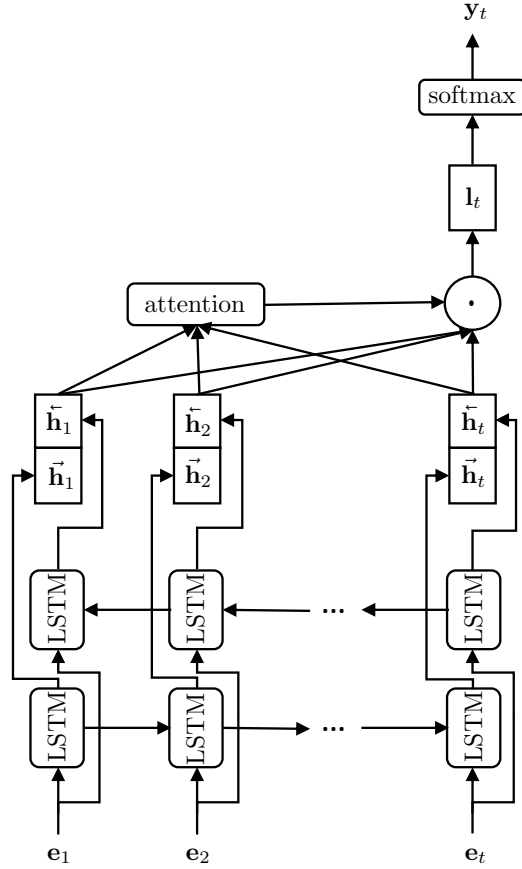 y_t
softmax
l_t
attention
·
←h_1 ←h_2 ←h_t
→h_1 →h_2 →h_t
LSTM LSTM ... LSTM
LSTM LSTM ... LSTM
e_1 e_2 e_t